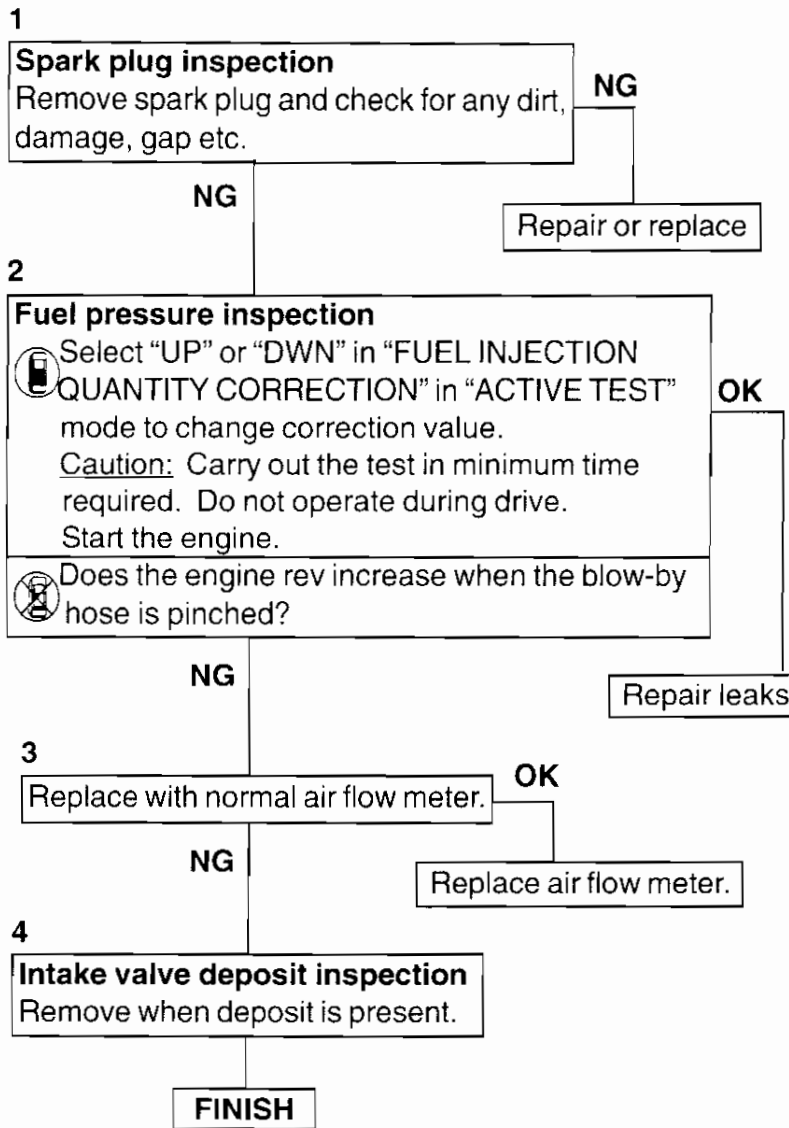 1
Spark plug inspection
Remove spark plug and check for any dirt,
damage, gap etc.
NG
NG
Repair or replace
2
Fuel pressure inspection
Select “UP” or “DWN” in “FUEL INJECTION
QUANTITY CORRECTION” in “ACTIVE TEST”
mode to change correction value.
Caution: Carry out the test in minimum time
required. Do not operate during drive.
Start the engine.
OK
Does the engine rev increase when the blow-by
hose is pinched?
NG
Repair leaks
3
Replace with normal air flow meter.
OK
NG
Replace air flow meter.
4
Intake valve deposit inspection
Remove when deposit is present.
FINISH